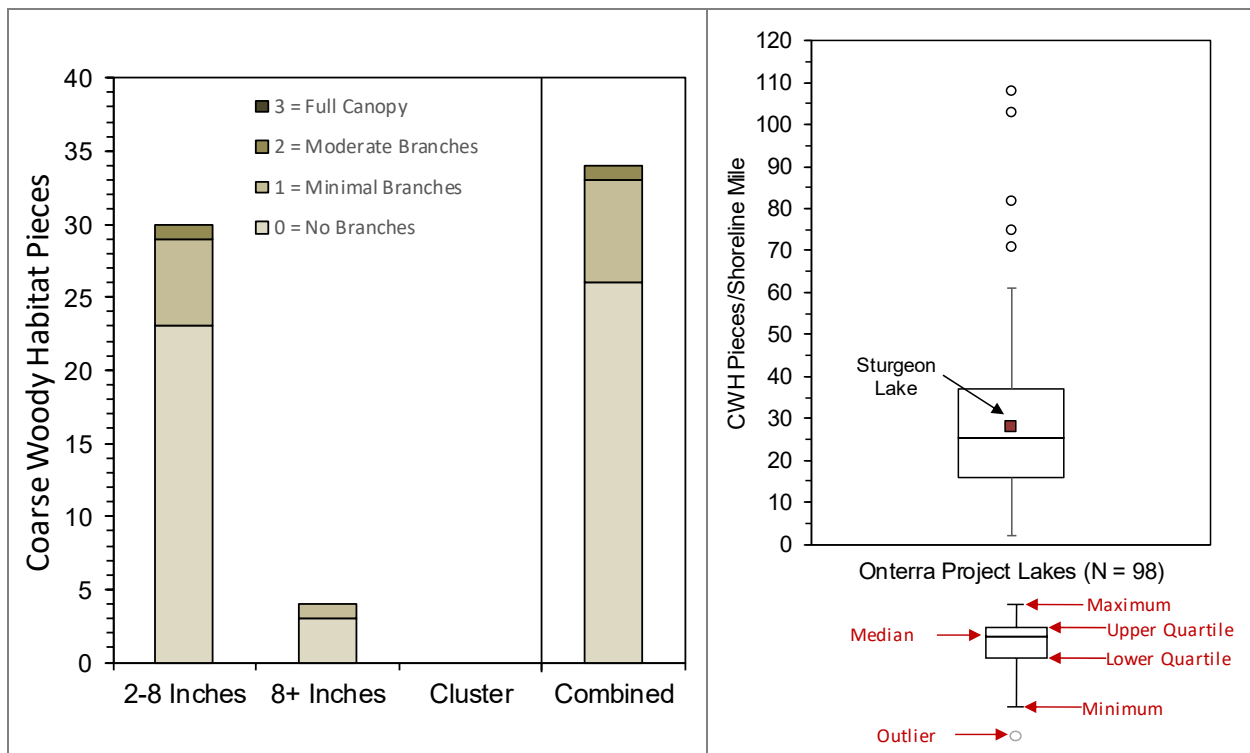 Coarse Woody Habitat Pieces
40
35
30
25
20
15
10
5
0
3 = Full Canopy
2 = Moderate Branches
1 = Minimal Branches
0 = No Branches
2-8 Inches
8+ Inches
Cluster
Combined
CWH Pieces/Shoreline Mile
120
110
100
90
80
70
60
50
40
30
20
10
0
Sturgeon
Lake
Onterra Project Lakes (N = 98)
Maximum
Upper Quartile
Median
Lower Quartile
Minimum
Outlier